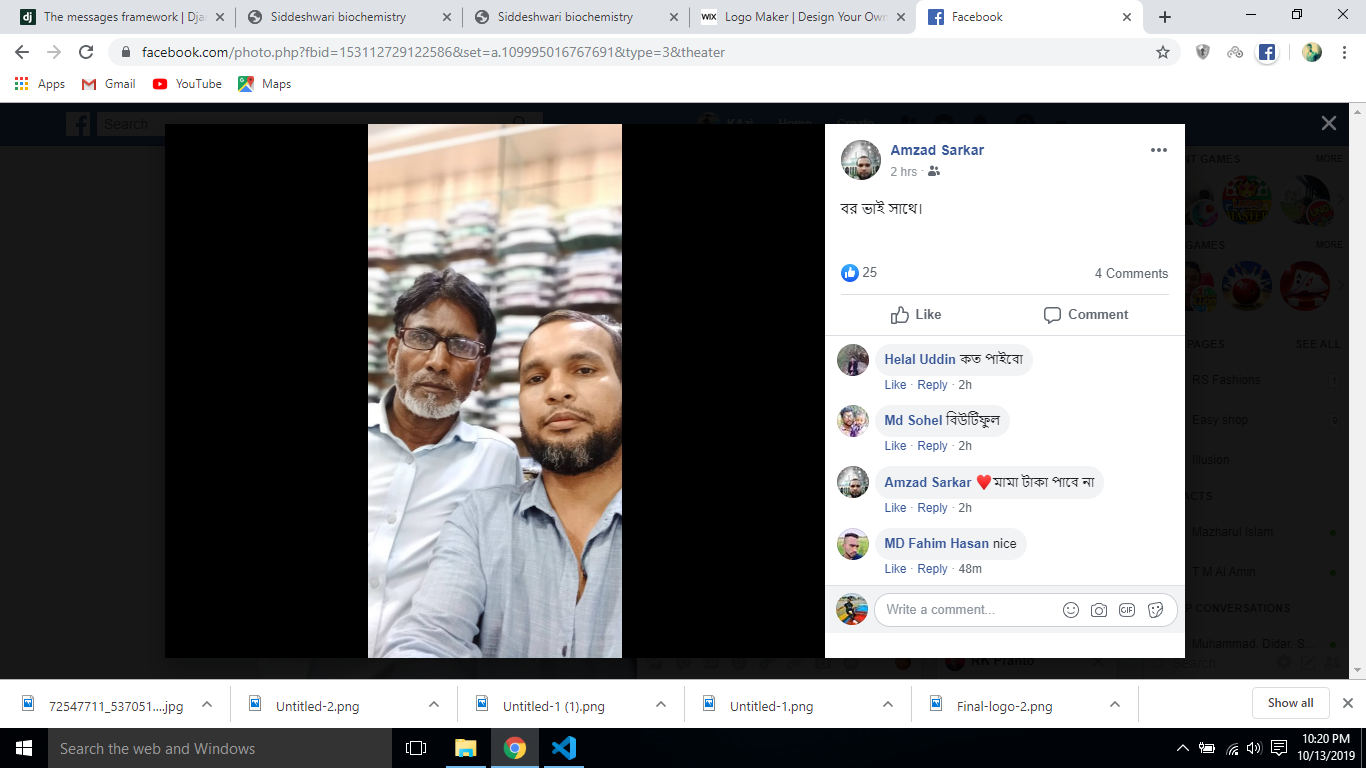 The messages framework | Djan
Siddeshwari biochemistry
Siddeshwari biochemistry
WIX
Logo Maker | Design Your Own
Facebook
facebook.com/photo.php?fbid=153112729122586&set=a.109995016767691&type=3&theater
Apps
Gmail
YouTube
Maps
Search
Home
Create
Amzad Sarkar
2 hrs ·
বর ভাই সাথে।
25
4 Comments
Like
Comment
Helal Uddin কত পাইবো
Like · Reply · 2h
Md Sohel বিউটিফুল
Like · Reply · 2h
Amzad Sarkar ❤️মামা টাকা পাবে না
Like · Reply · 2h
MD Fahim Hasan nice
Like · Reply · 48m
Write a comment...
GIF
GAMES
MORE
GAMES
MORE
PAGES
SEE ALL
RS Fashions
Easy shop
Illusion
Mazharul Islam
T M Al Amin
CONVERSATIONS
Muhammad, Didar, S...
RK Pranto
Search
72547711_537051....jpg
Untitled-2.png
Untitled-1 (1).png
Untitled-1.png
Final-logo-2.png
Show all
Search the web and Windows
10:20 PM
10/13/2019